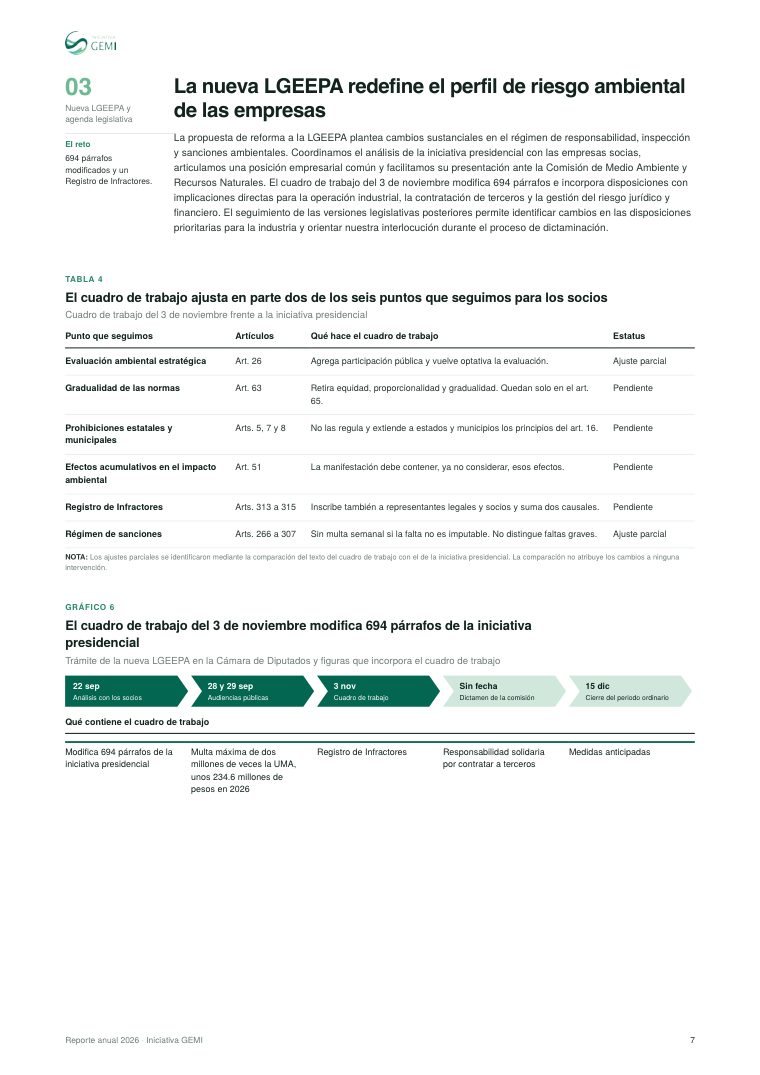 GEMI
03
Nueva LGEEPA y
agenda legislativa
El reto
694 párrafos
modificados y un
Registro de Infractores.
La nueva LGEEPA redefine el perfil de riesgo ambiental
de las empresas
La propuesta de reforma a la LGEEPA plantea cambios sustanciales en el régimen de responsabilidad, inspección
y sanciones ambientales. Coordinamos el análisis de la iniciativa presidencial con las empresas socias,
articulamos una posición empresarial común y facilitamos su presentación ante la Comisión de Medio Ambiente y
Recursos Naturales. El cuadro de trabajo del 3 de noviembre modifica 694 párrafos e incorpora disposiciones con
implicaciones directas para la operación industrial, la contratación de terceros y la gestión del riesgo jurídico y
financiero. El seguimiento de las versiones legislativas posteriores permite identificar cambios en las disposiciones
prioritarias para la industria y orientar nuestra interlocución durante el proceso de dictaminación.
TABLA 4
El cuadro de trabajo ajusta en parte dos de los seis puntos que seguimos para los socios
Cuadro de trabajo del 3 de noviembre frente a la iniciativa presidencial
Punto que seguimos Artículos Qué hace el cuadro de trabajo Estatus
Evaluación ambiental estratégica Art. 26 Agrega participación pública y vuelve optativa la evaluación. Ajuste parcial
Gradualidad de las normas Art. 63 Retira equidad, proporcionalidad y gradualidad. Quedan solo en el art. Pendiente
65.
Prohibiciones estatales y Arts. 5, 7 y 8 No las regula y extiende a estados y municipios los principios del art. 16. Pendiente
municipales
Efectos acumulativos en el impacto Art. 51 La manifestación debe contener, ya no considerar, esos efectos. Pendiente
ambiental
Registro de Infractores Arts. 313 a 315 Inscribe también a representantes legales y socios y suma dos causales. Pendiente
Régimen de sanciones Arts. 266 a 307 Sin multa semanal si la falta no es imputable. No distingue faltas graves. Ajuste parcial
NOTA: Los ajustes parciales se identificaron mediante la comparación del texto del cuadro de trabajo con el de la iniciativa presidencial. La comparación no atribuye los cambios a ninguna
intervención.
GRÁFICO 6
El cuadro de trabajo del 3 de noviembre modifica 694 párrafos de la iniciativa
presidencial
Trámite de la nueva LGEEPA en la Cámara de Diputados y figuras que incorpora el cuadro de trabajo
22 sep 28 y 29 sep 3 nov Sin fecha 15 dic
Análisis con los socios Audiencias públicas Cuadro de trabajo Dictamen de la comisión Cierre del periodo ordinario
Qué contiene el cuadro de trabajo
Modifica 694 párrafos de la Multa máxima de dos Registro de Infractores Responsabilidad solidaria Medidas anticipadas
iniciativa presidencial millones de veces la UMA, por contratar a terceros
unos 234.6 millones de
pesos en 2026
Reporte anual 2026 · Iniciativa GEMI 7